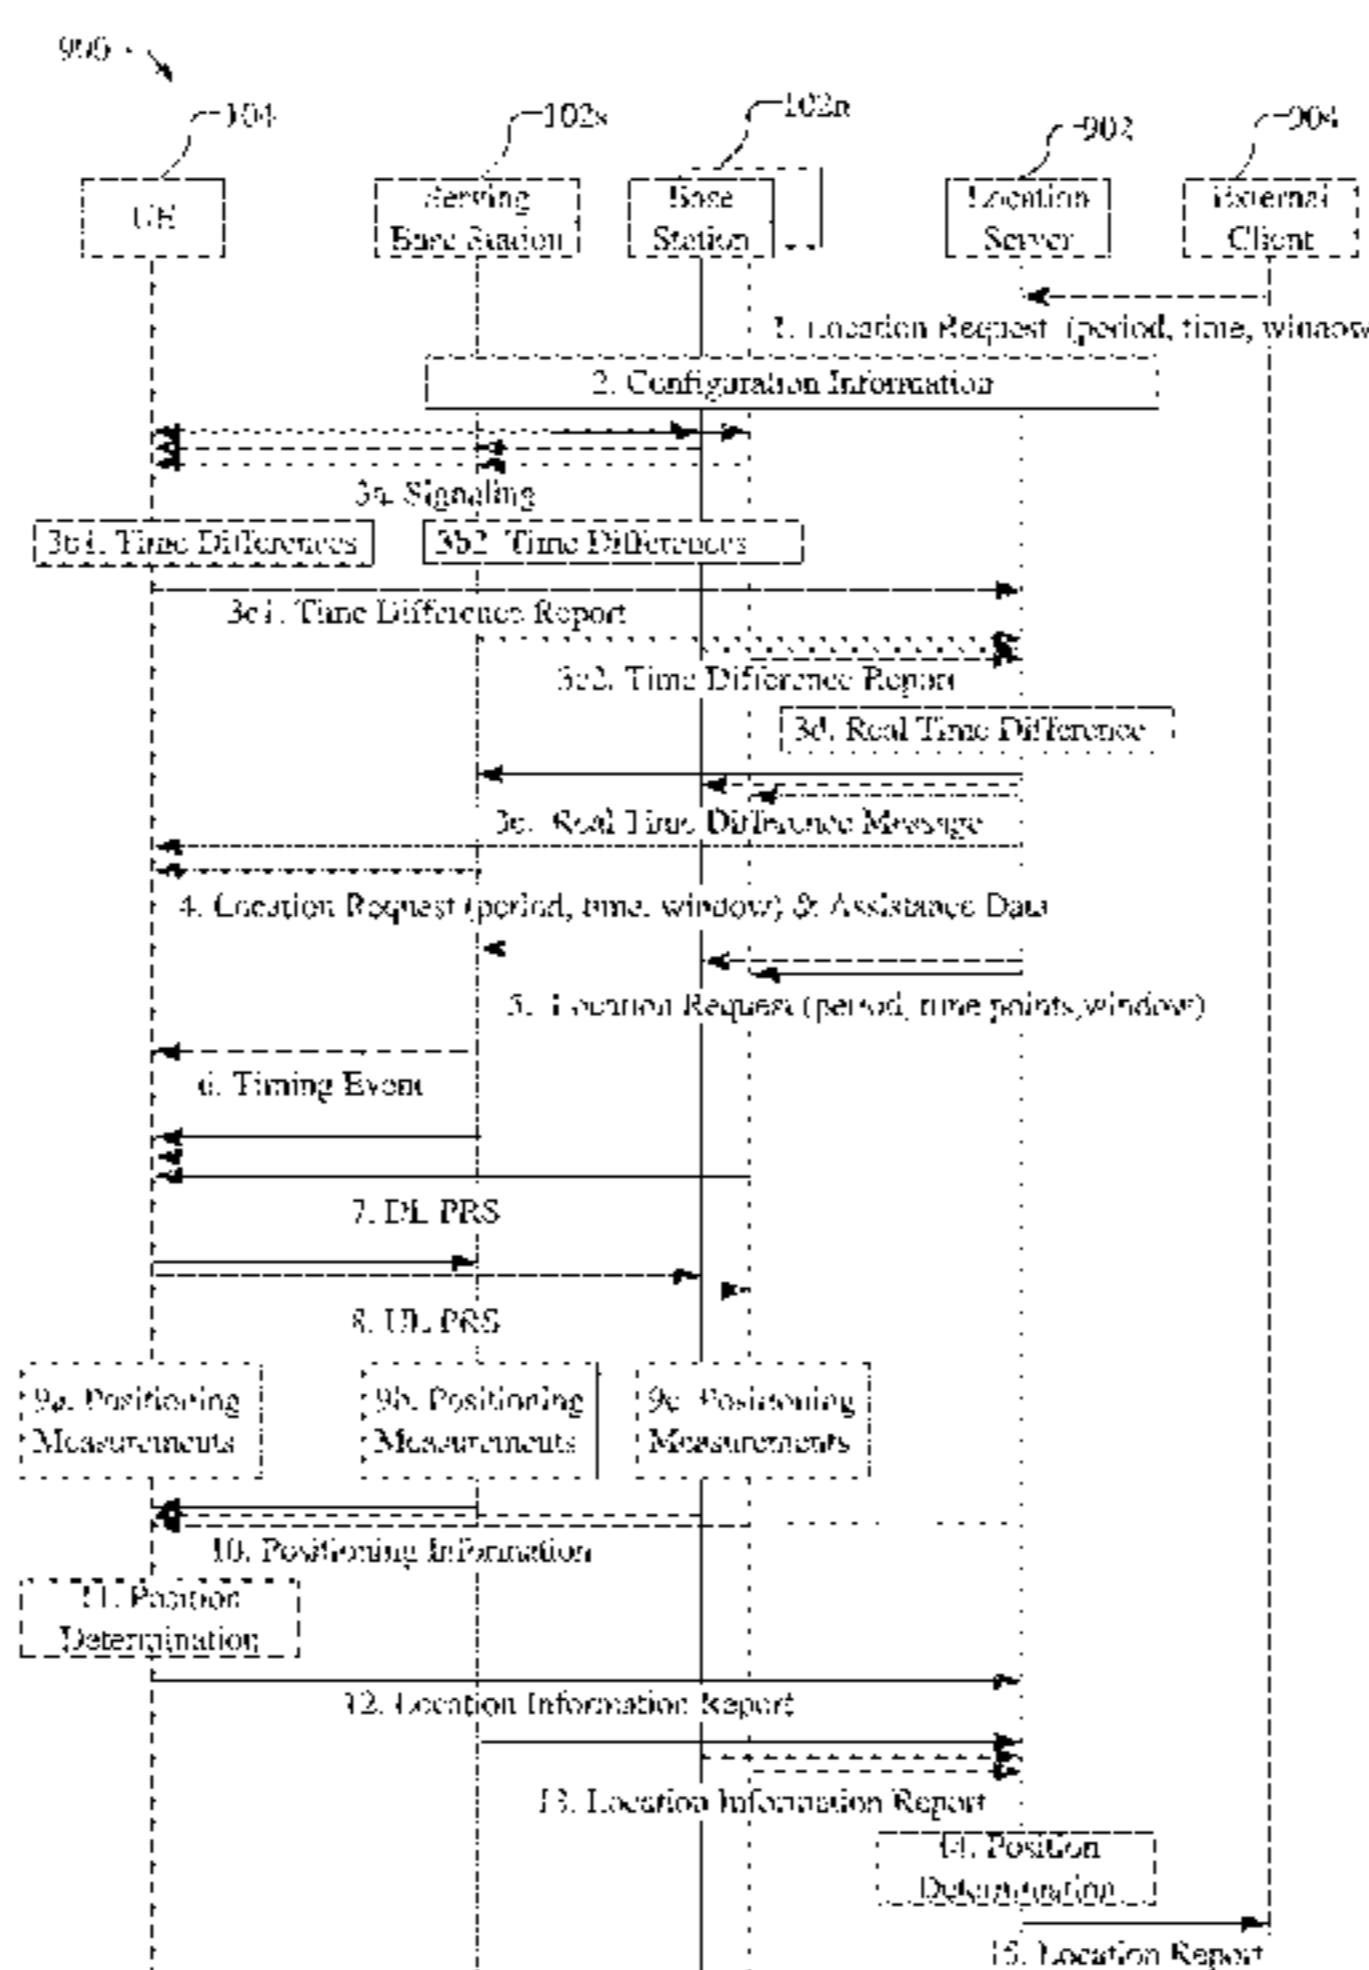 900
104
102s
102n
902
904
UE
Serving
Base Station
Base
Station
Location
Server
External
Client
1. Location Request (period, time, window
2. Configuration Information
3a. Signaling
3b1. Time Differences
3b2. Time Differences
3c1. Time Difference Report
3c2. Time Difference Report
3d. Real Time Difference
3e. Real Time Difference Message
4. Location Request (period, time, window) & Assistance Data
5. Location Request (period, time points,window)
6. Timing Event
7. DL PRS
8. UL PRS
9a. Positioning
Measurements
9b. Positioning
Measurements
9c. Positioning
Measurements
10. Positioning Information
11. Position
Determination
12. Location Information Report
13. Location Information Report
14. Position
Determination
15. Location Report